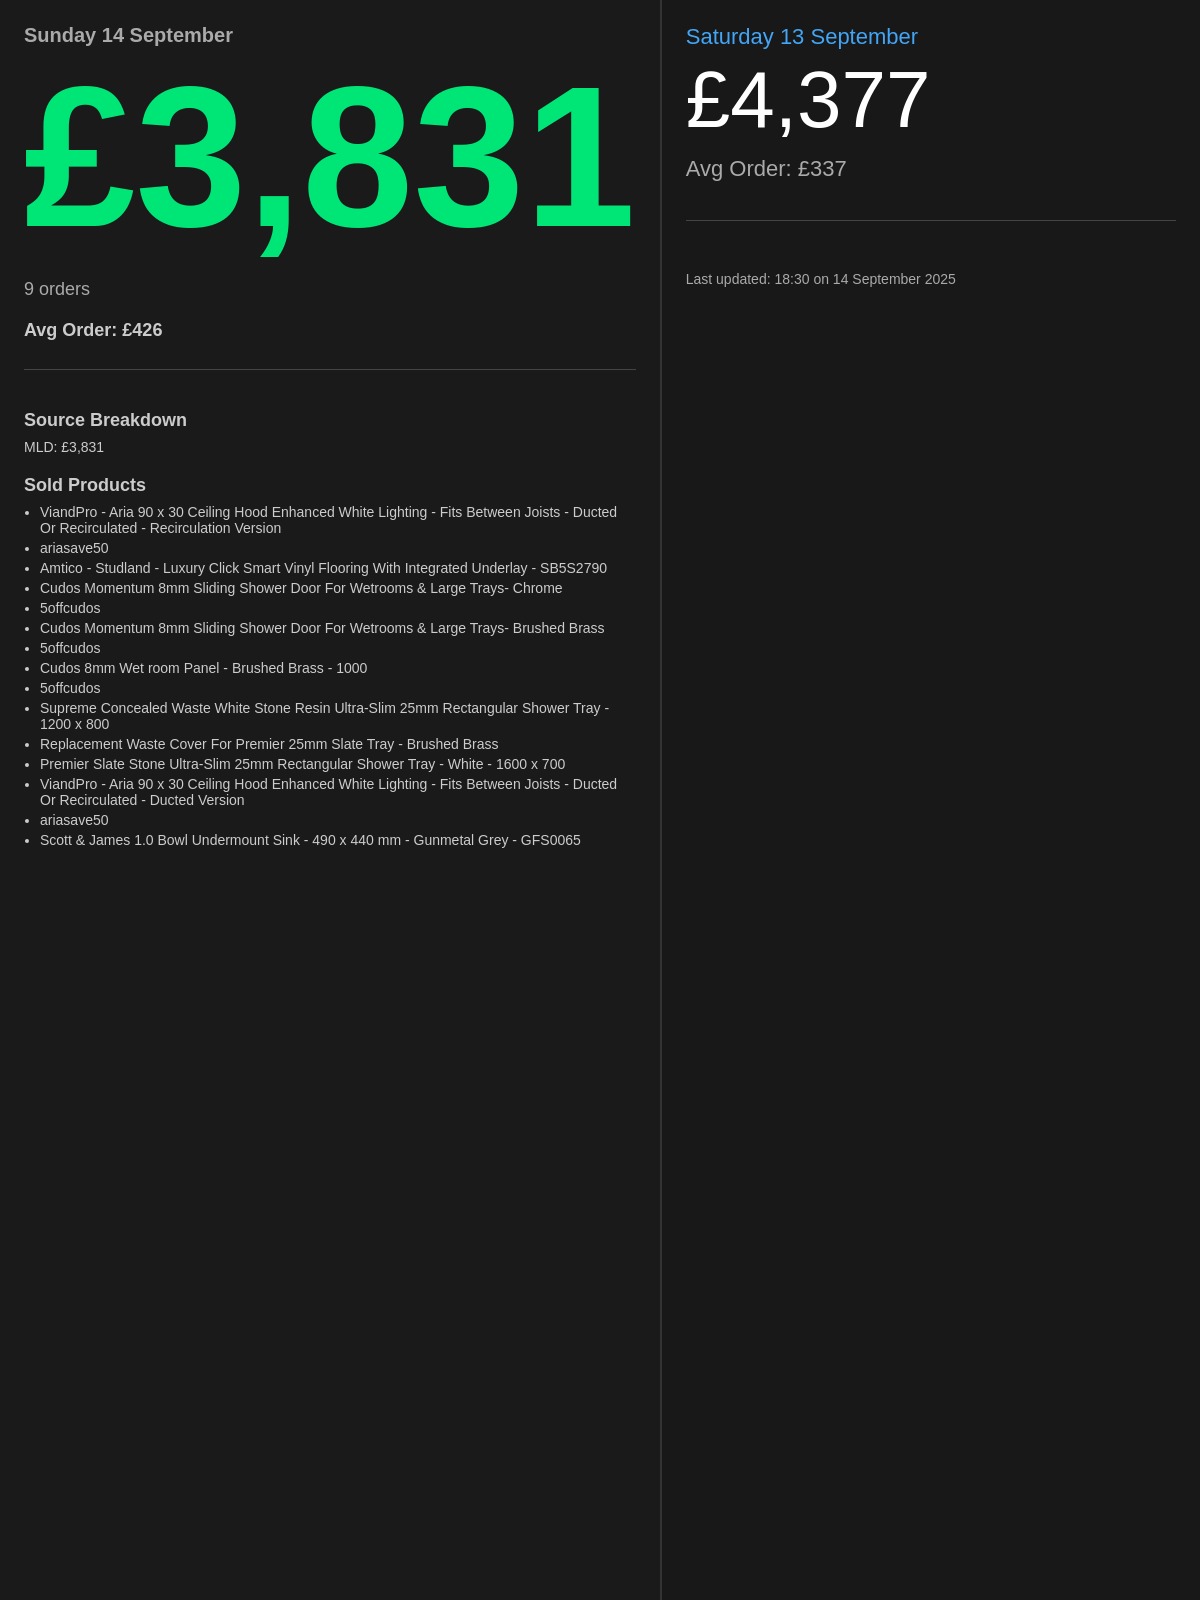 Sunday 14 September
£3,831
9 orders
Avg Order: £426
Source Breakdown
MLD: £3,831
Sold Products
• ViandPro - Aria 90 x 30 Ceiling Hood Enhanced White Lighting - Fits Between Joists - Ducted
Or Recirculated - Recirculation Version
• ariasave50
• Amtico - Studland - Luxury Click Smart Vinyl Flooring With Integrated Underlay - SB5S2790
• Cudos Momentum 8mm Sliding Shower Door For Wetrooms & Large Trays- Chrome
• 5offcudos
• Cudos Momentum 8mm Sliding Shower Door For Wetrooms & Large Trays- Brushed Brass
• 5offcudos
• Cudos 8mm Wet room Panel - Brushed Brass - 1000
• 5offcudos
• Supreme Concealed Waste White Stone Resin Ultra-Slim 25mm Rectangular Shower Tray -
1200 x 800
• Replacement Waste Cover For Premier 25mm Slate Tray - Brushed Brass
• Premier Slate Stone Ultra-Slim 25mm Rectangular Shower Tray - White - 1600 x 700
• ViandPro - Aria 90 x 30 Ceiling Hood Enhanced White Lighting - Fits Between Joists - Ducted
Or Recirculated - Ducted Version
• ariasave50
• Scott & James 1.0 Bowl Undermount Sink - 490 x 440 mm - Gunmetal Grey - GFS0065
Saturday 13 September
£4,377
Avg Order: £337
Last updated: 18:30 on 14 September 2025